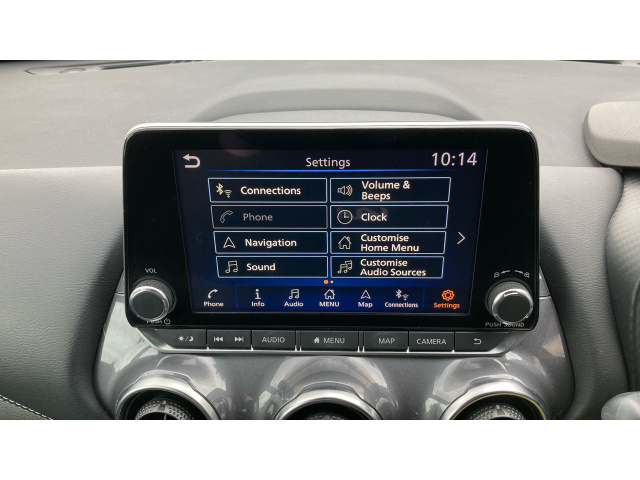 Settings
10:14
Connections
Volume &
Beeps
Phone
Clock
Navigation
Customise
Home Menu
Sound
Customise
Audio Sources
VOL
PUSH
Phone
Info
Audio
MENU
Map
Connections
Settings
PUSH SOUND
AUDIO
MENU
MAP
CAMERA